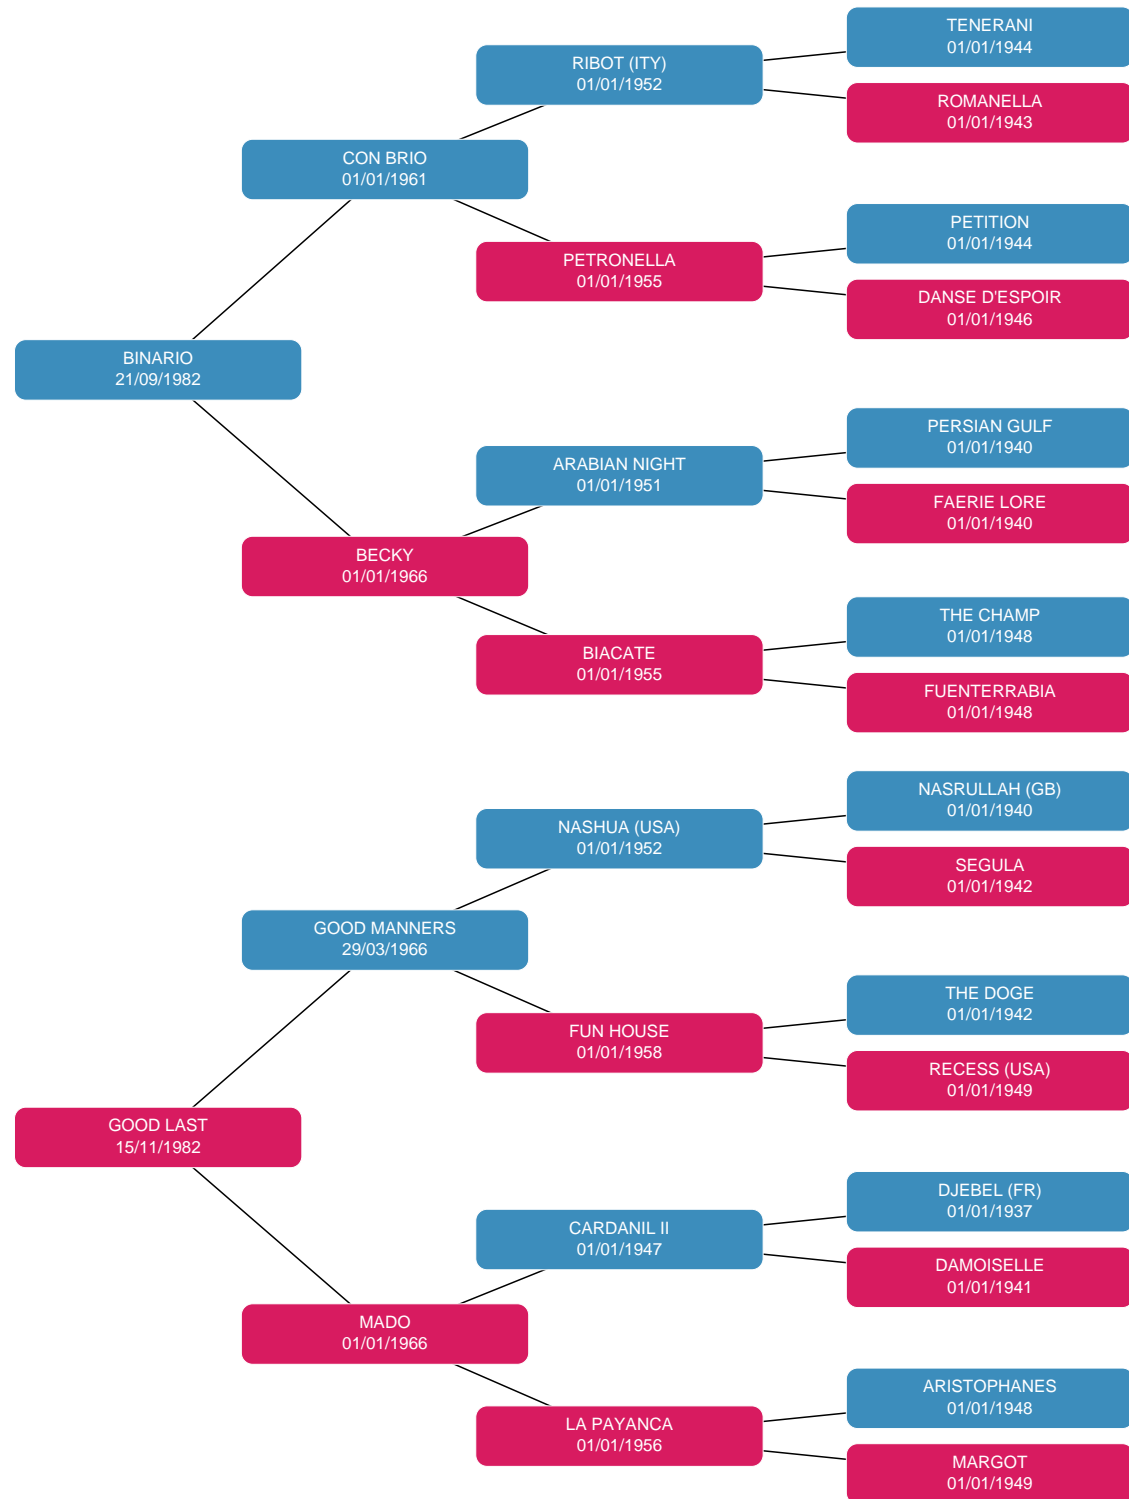 TENERANI
01/01/1944
RIBOT (ITY)
01/01/1952
ROMANELLA
01/01/1943
CON BRIO
01/01/1961
PETITION
01/01/1944
PETRONELLA
01/01/1955
DANSE D'ESPOIR
01/01/1946
BINARIO
21/09/1982
PERSIAN GULF
01/01/1940
ARABIAN NIGHT
01/01/1951
FAERIE LORE
01/01/1940
BECKY
01/01/1966
THE CHAMP
01/01/1948
BIACATE
01/01/1955
FUENTERRABIA
01/01/1948
NASRULLAH (GB)
01/01/1940
NASHUA (USA)
01/01/1952
SEGULA
01/01/1942
GOOD MANNERS
29/03/1966
THE DOGE
01/01/1942
FUN HOUSE
01/01/1958
RECESS (USA)
01/01/1949
GOOD LAST
15/11/1982
DJEBEL (FR)
01/01/1937
CARDANIL II
01/01/1947
DAMOISELLE
01/01/1941
MADO
01/01/1966
ARISTOPHANES
01/01/1948
LA PAYANCA
01/01/1956
MARGOT
01/01/1949